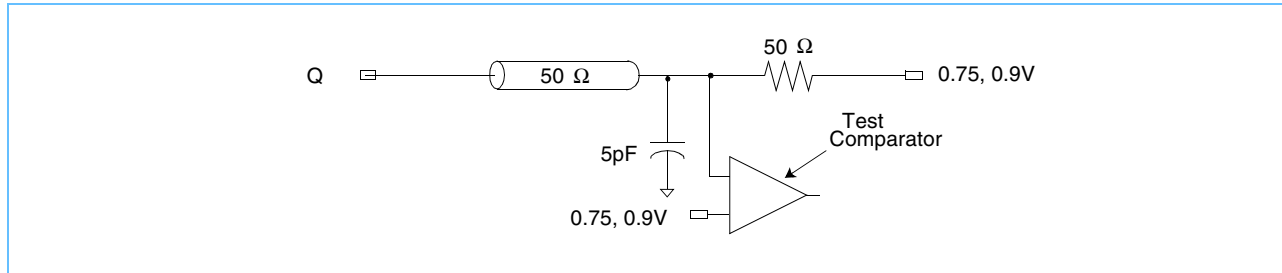 50 Ω
Q
50 Ω
0.75, 0.9V
Test
Comparator
5pF
0.75, 0.9V